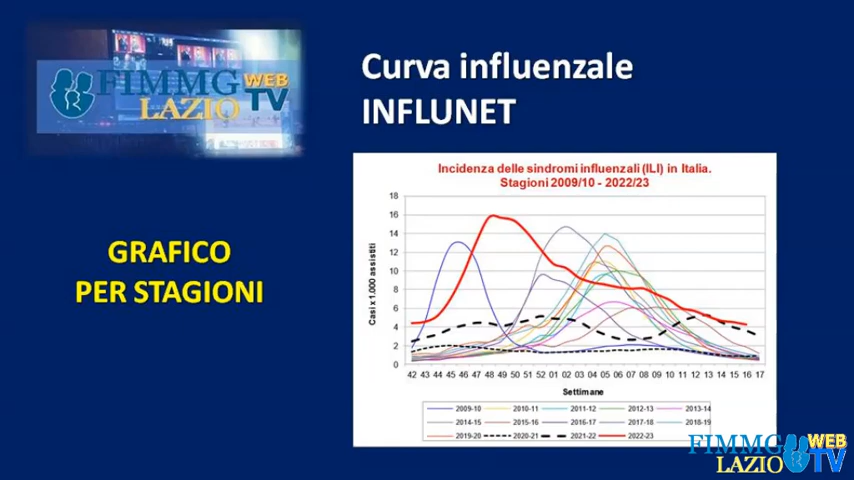 FIMMG WEB
LAZIO TV
Curva influenzale
INFLUNET
GRAFICO
PER STAGIONI
Incidenza delle sindromi influenzali (ILI) in Italia.
Stagioni 2009/10 - 2022/23
Casi x 1.000 assistiti
18
16
14
12
10
8
6
4
2
0
42 43 44 45 46 47 48 49 50 51 52 01 02 03 04 05 06 07 08 09 10 11 12 13 14 15 16 17
Settimane
2009-10 2010-11 2011-12 2012-13 2013-14
2014-15 2015-16 2016-17 2017-18 2018-19
2019-20 2020-21 2021-22 2022-23
FIMMG WEB
LAZIO TV